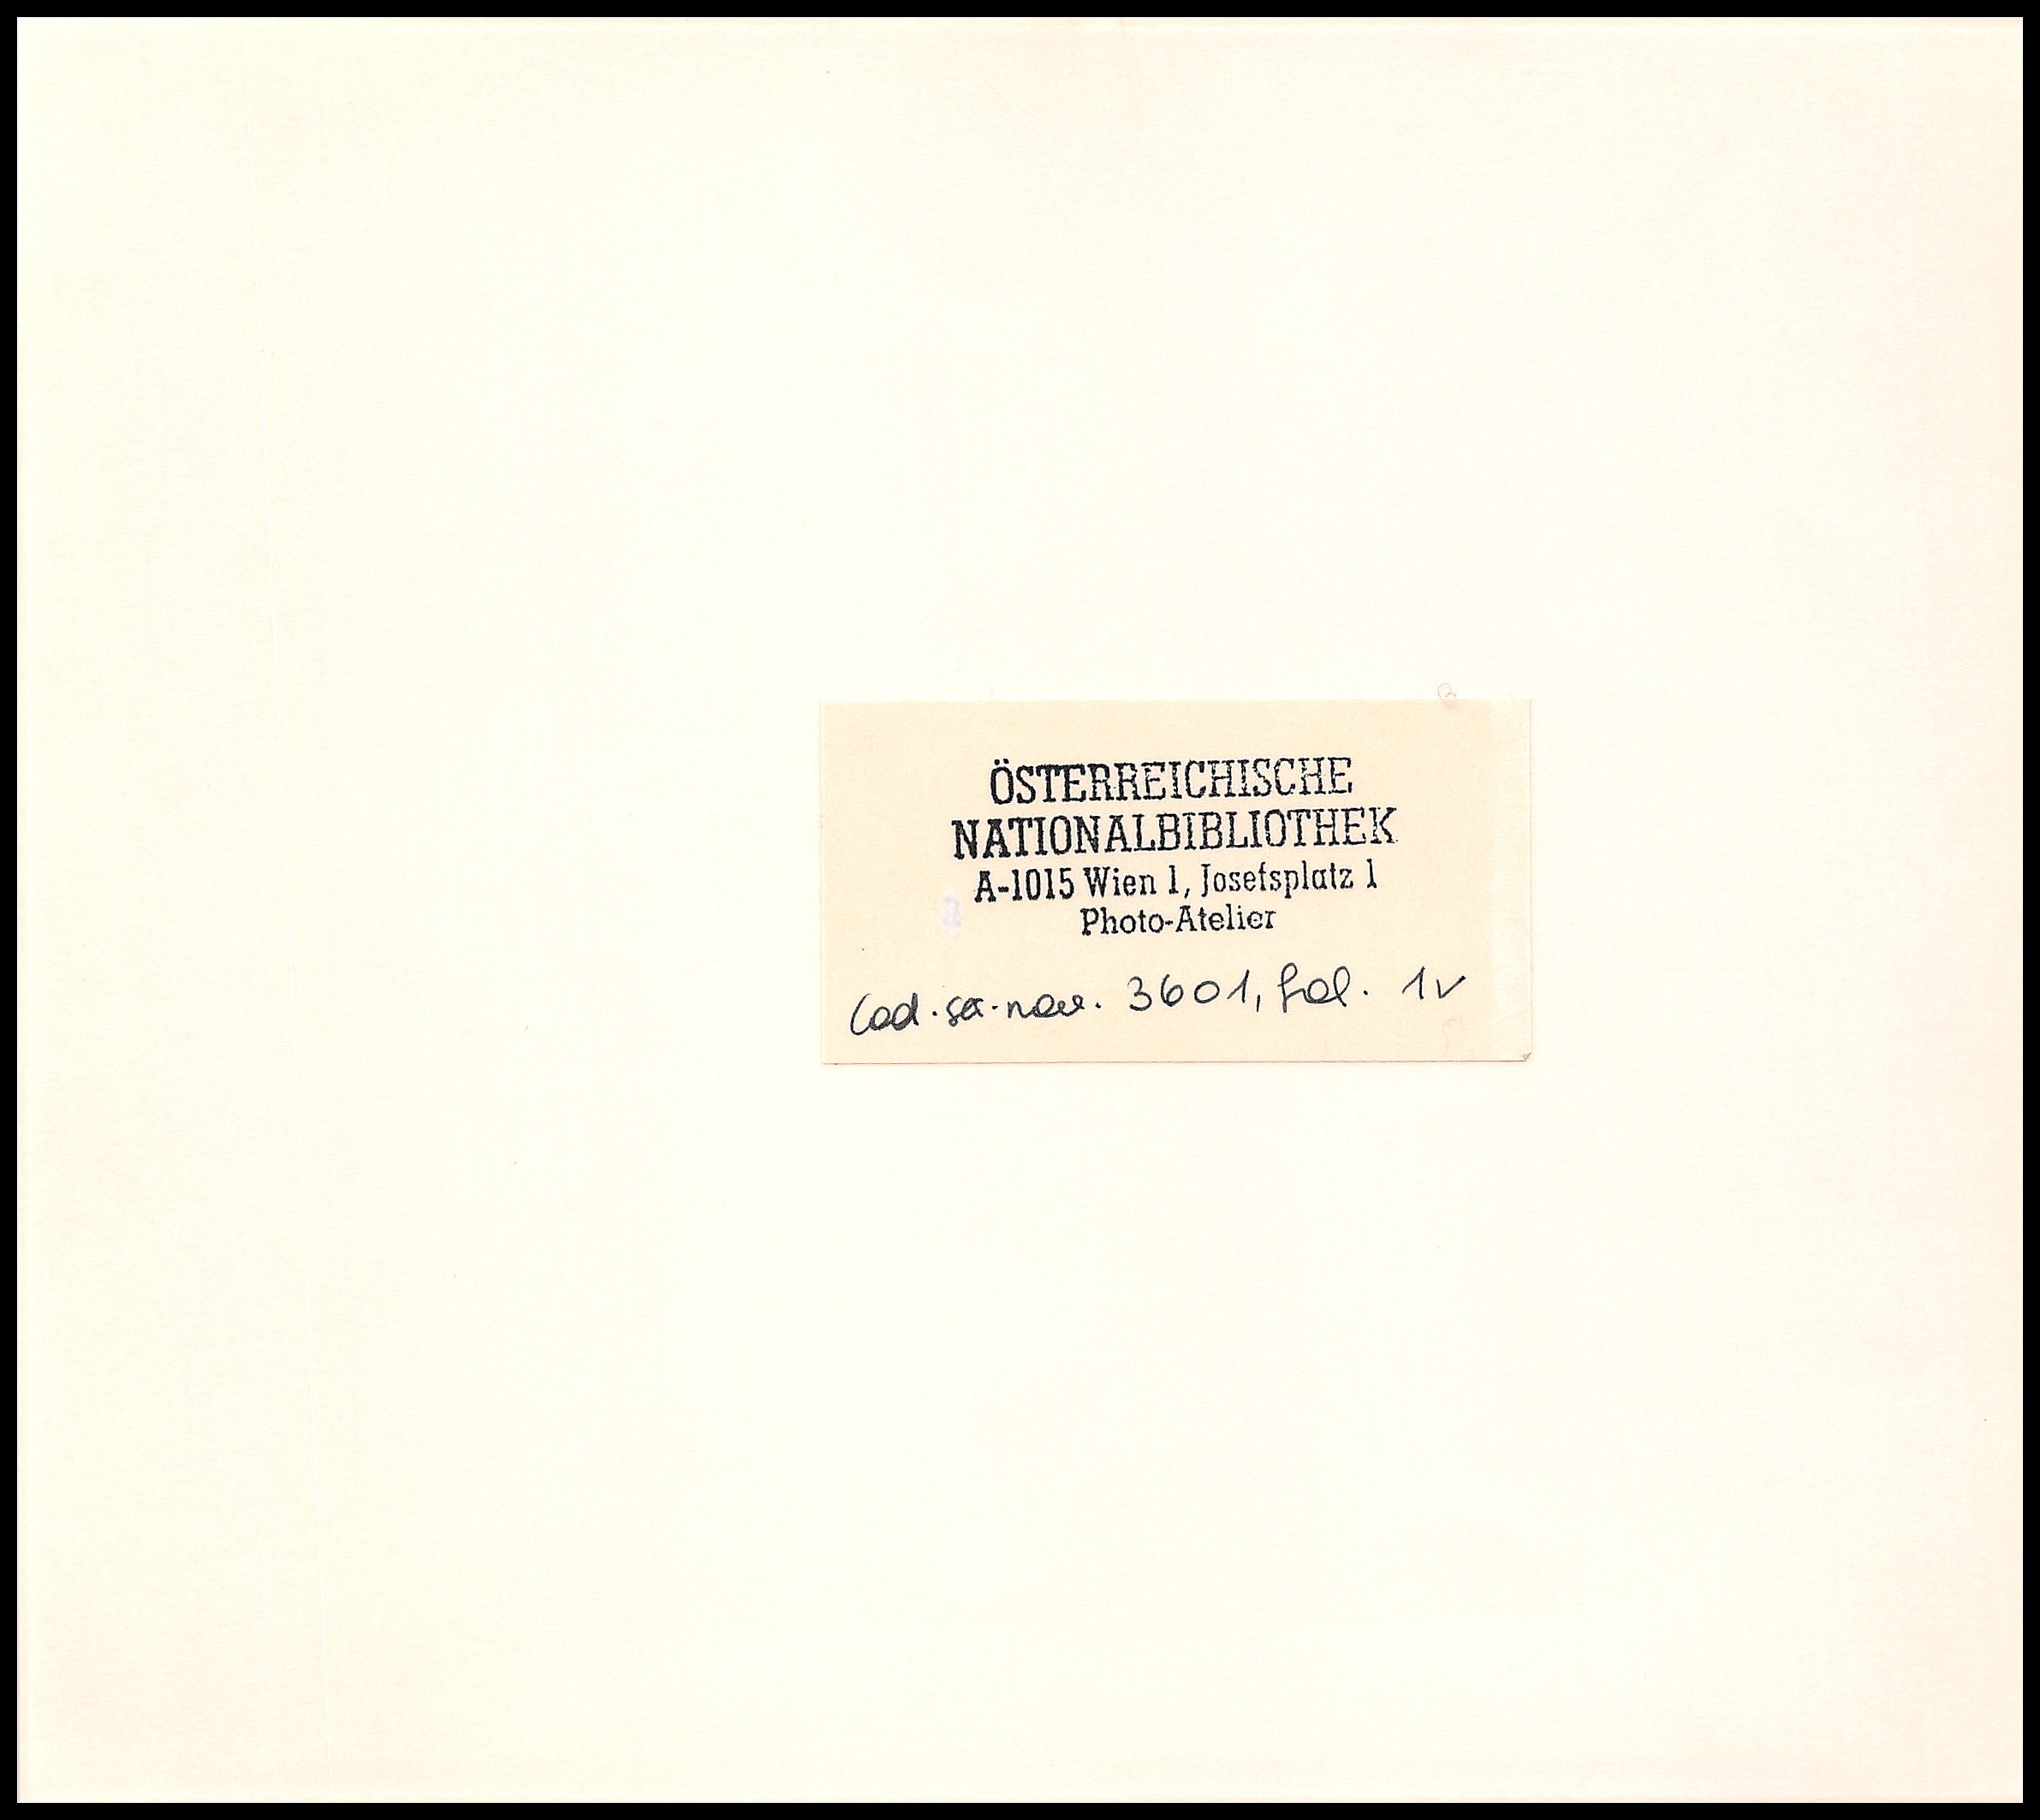 ÖSTERREICHISCHE
NATIONALBIBLIOTHEK
A-1015 Wien 1, Josefsplatz 1
Photo-Atelier
Cod. ser. nov. 3601, fol. 1v